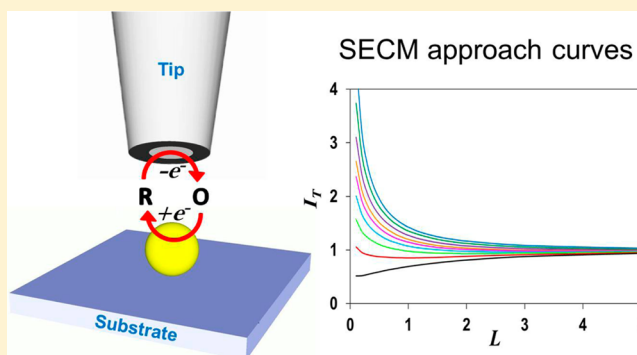 SECM approach curves
Tip
–e⁻
R O
+e⁻
Substrate
I_T
4
3
2
1
0
0 1 2 3 4
L